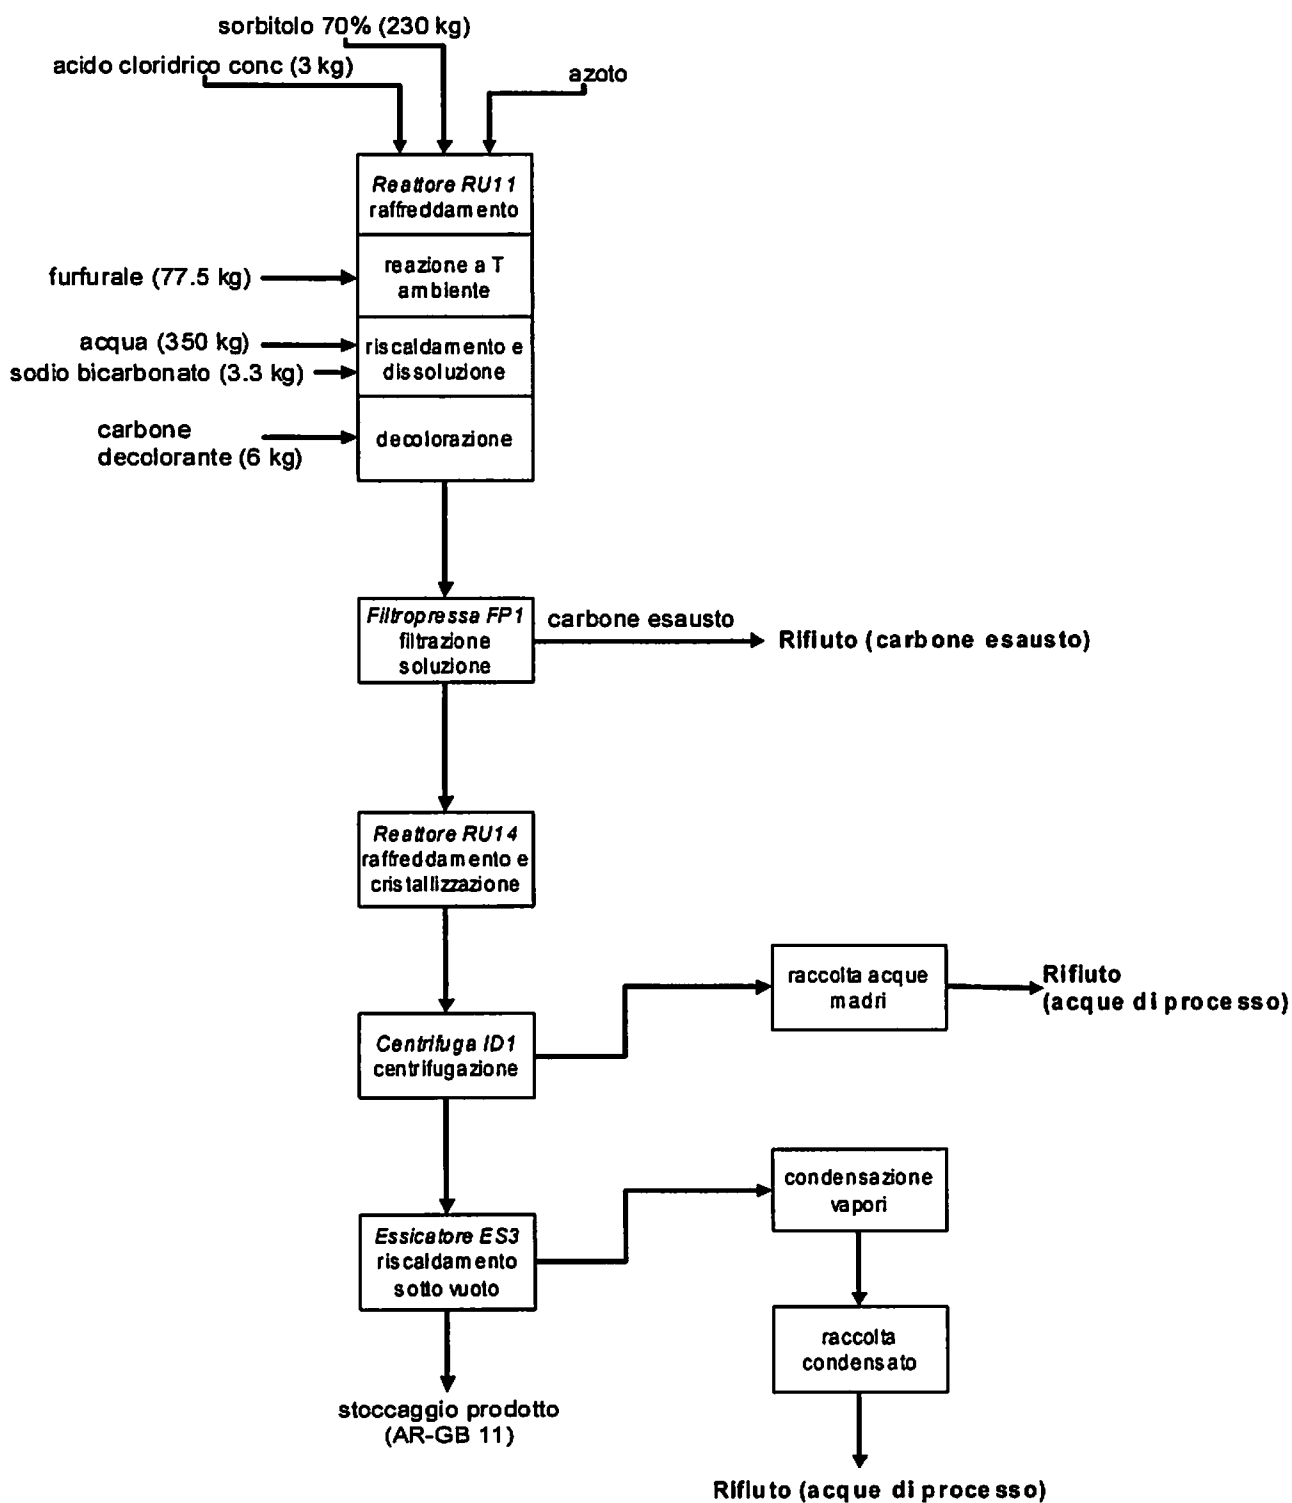 sorbitolo 70% (230 kg)
acido cloridrico conc (3 kg)
azoto
Reattore RU11
raffreddamento
furfurale (77.5 kg)
reazione a T
ambiente
acqua (350 kg)
sodio bicarbonato (3.3 kg)
riscaldamento e
dissoluzione
carbone
decolorante (6 kg)
decolorazione
Filtropressa FP1
filtrazione
soluzione
carbone esausto
Rifiuto (carbone esausto)
Reattore RU14
raffreddamento e
cristallizzazione
raccolta acque
madri
Rifiuto
(acque di processo)
Centrifuga ID1
centrifugazione
condensazione
vapori
Essicatore ES3
riscaldamento
sotto vuoto
raccolta
condensato
stoccaggio prodotto
(AR-GB 11)
Rifiuto (acque di processo)